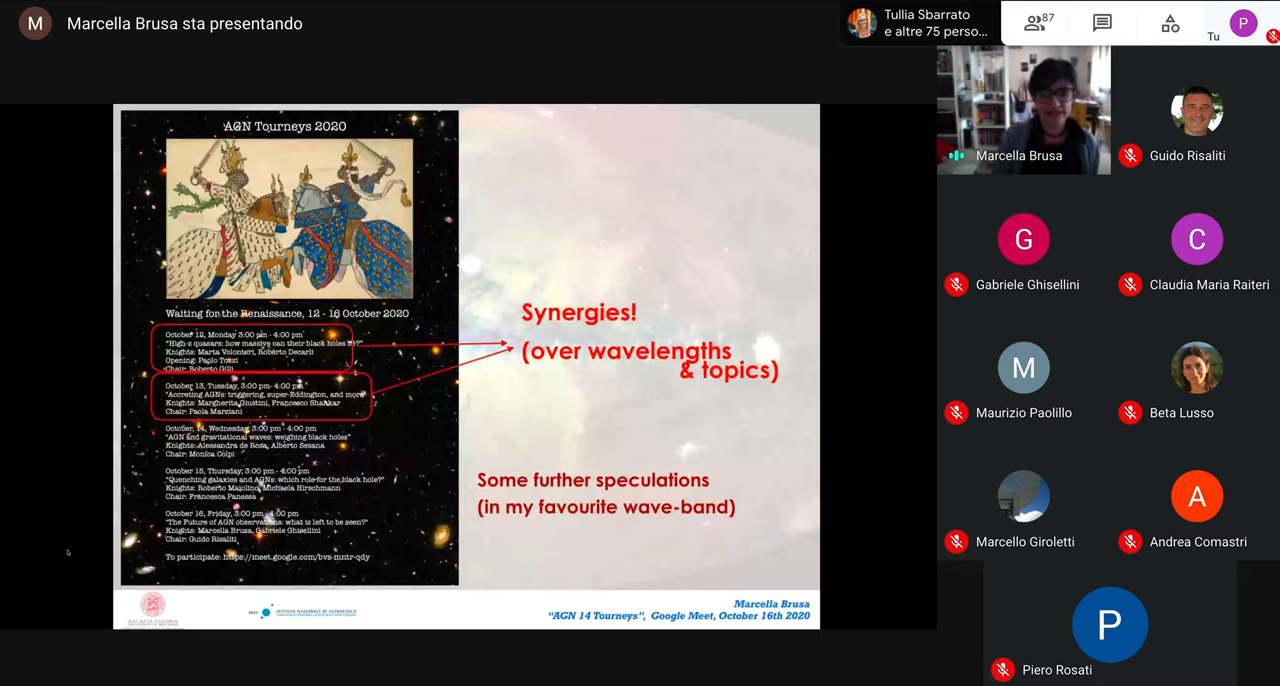 M
Marcella Brusa sta presentando
Tullia Sbarrato
e altre 75 perso...
87
Tu
P
AGN Tourneys 2020
Waiting for the Renaissance, 12 - 16 October 2020
October 12, Monday 3:00 pm - 4:00 pm
"High-z quasars: how massive can their black holes
Knights: Marta Volonteri, Roberto Decarli
Opening: Paolo Tozzi
Chair: Roberto Gilli
October 13, Tuesday, 3:00 pm - 4:00 pm
"Accreting AGNs: triggering, super-Eddington, and more
Knights: Margherita Giustini, Francesco Shankar
Chair: Paola Marziani
October, 14, Wednesday, 3:00 pm - 4:00 pm
"AGN and gravitational waves: weighing black holes"
Knights: Alessandra de Rosa, Alberto Sesana
Chair: Monica Colpi
October 15, Thursday, 3:00 pm - 4:00 pm
"Quenching galaxies and AGNs: which role for the black hole?"
Knights: Roberto Maiolino, Michaela Hirschmann
Chair: Francesca Panessa
October 16, Friday, 3:00 pm - 4:00 pm
"The Future of AGN observations: what is left to be seen?"
Knights: Marcella Brusa, Gabriele Ghisellini
Chair: Guido Risaliti
To participate: https://meet.google.com/bvs-mntr-qdy
Synergies!
(over wavelengths
& topics)
Some further speculations
(in my favourite wave-band)
ISTITUTO NAZIONALE DI ASTROFISICA
Marcella Brusa
"AGN 14 Tourneys", Google Meet, October 16th 2020
Marcella Brusa
Guido Risaliti
G
Gabriele Ghisellini
C
Claudia Maria Raiteri
M
Maurizio Paolillo
Beta Lusso
Marcello Giroletti
A
Andrea Comastri
P
Piero Rosati